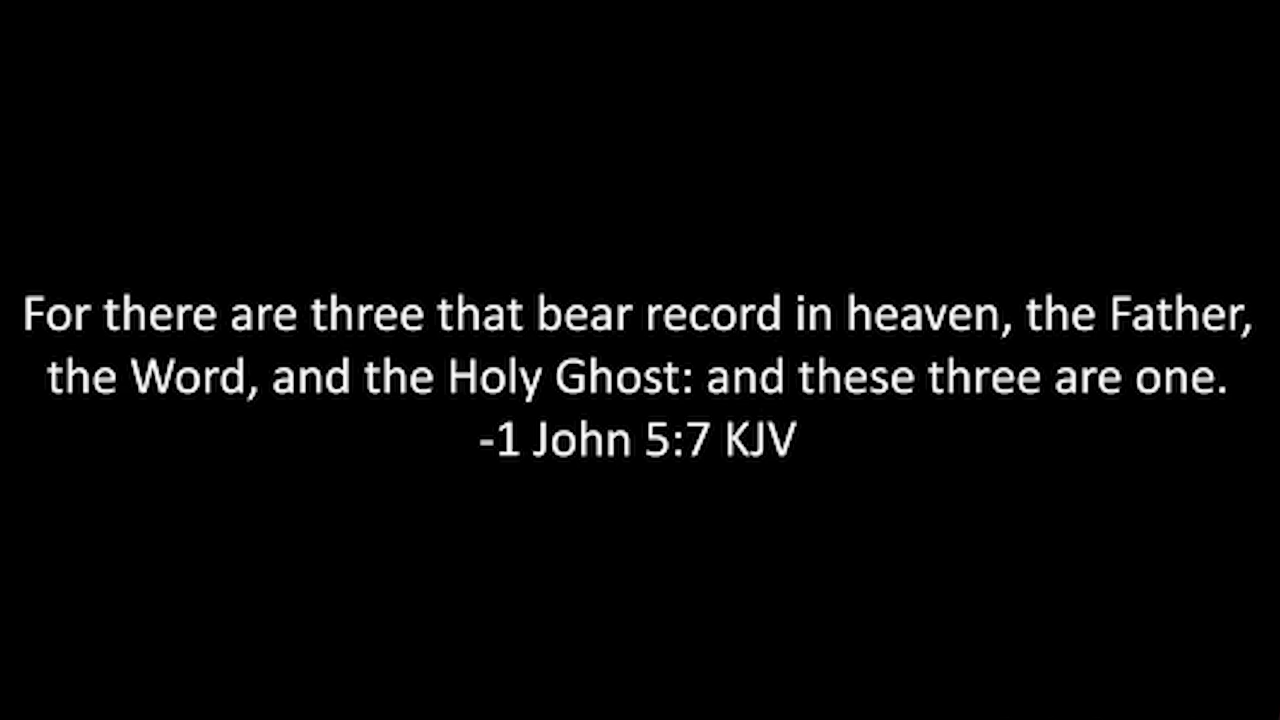 For there are three that bear record in heaven, the Father,
the Word, and the Holy Ghost: and these three are one.
-1 John 5:7 KJV